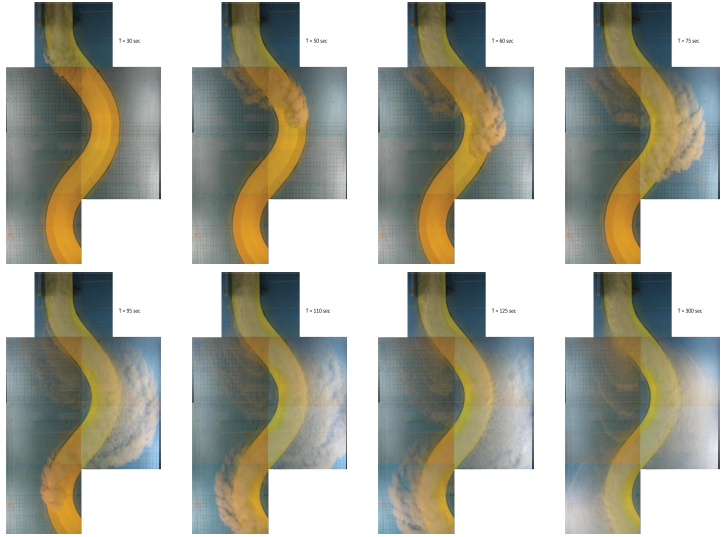 T = 30 sec
T = 50 sec
T = 60 sec
T = 75 sec
T = 95 sec
T = 110 sec
T = 125 sec
T = 300 sec